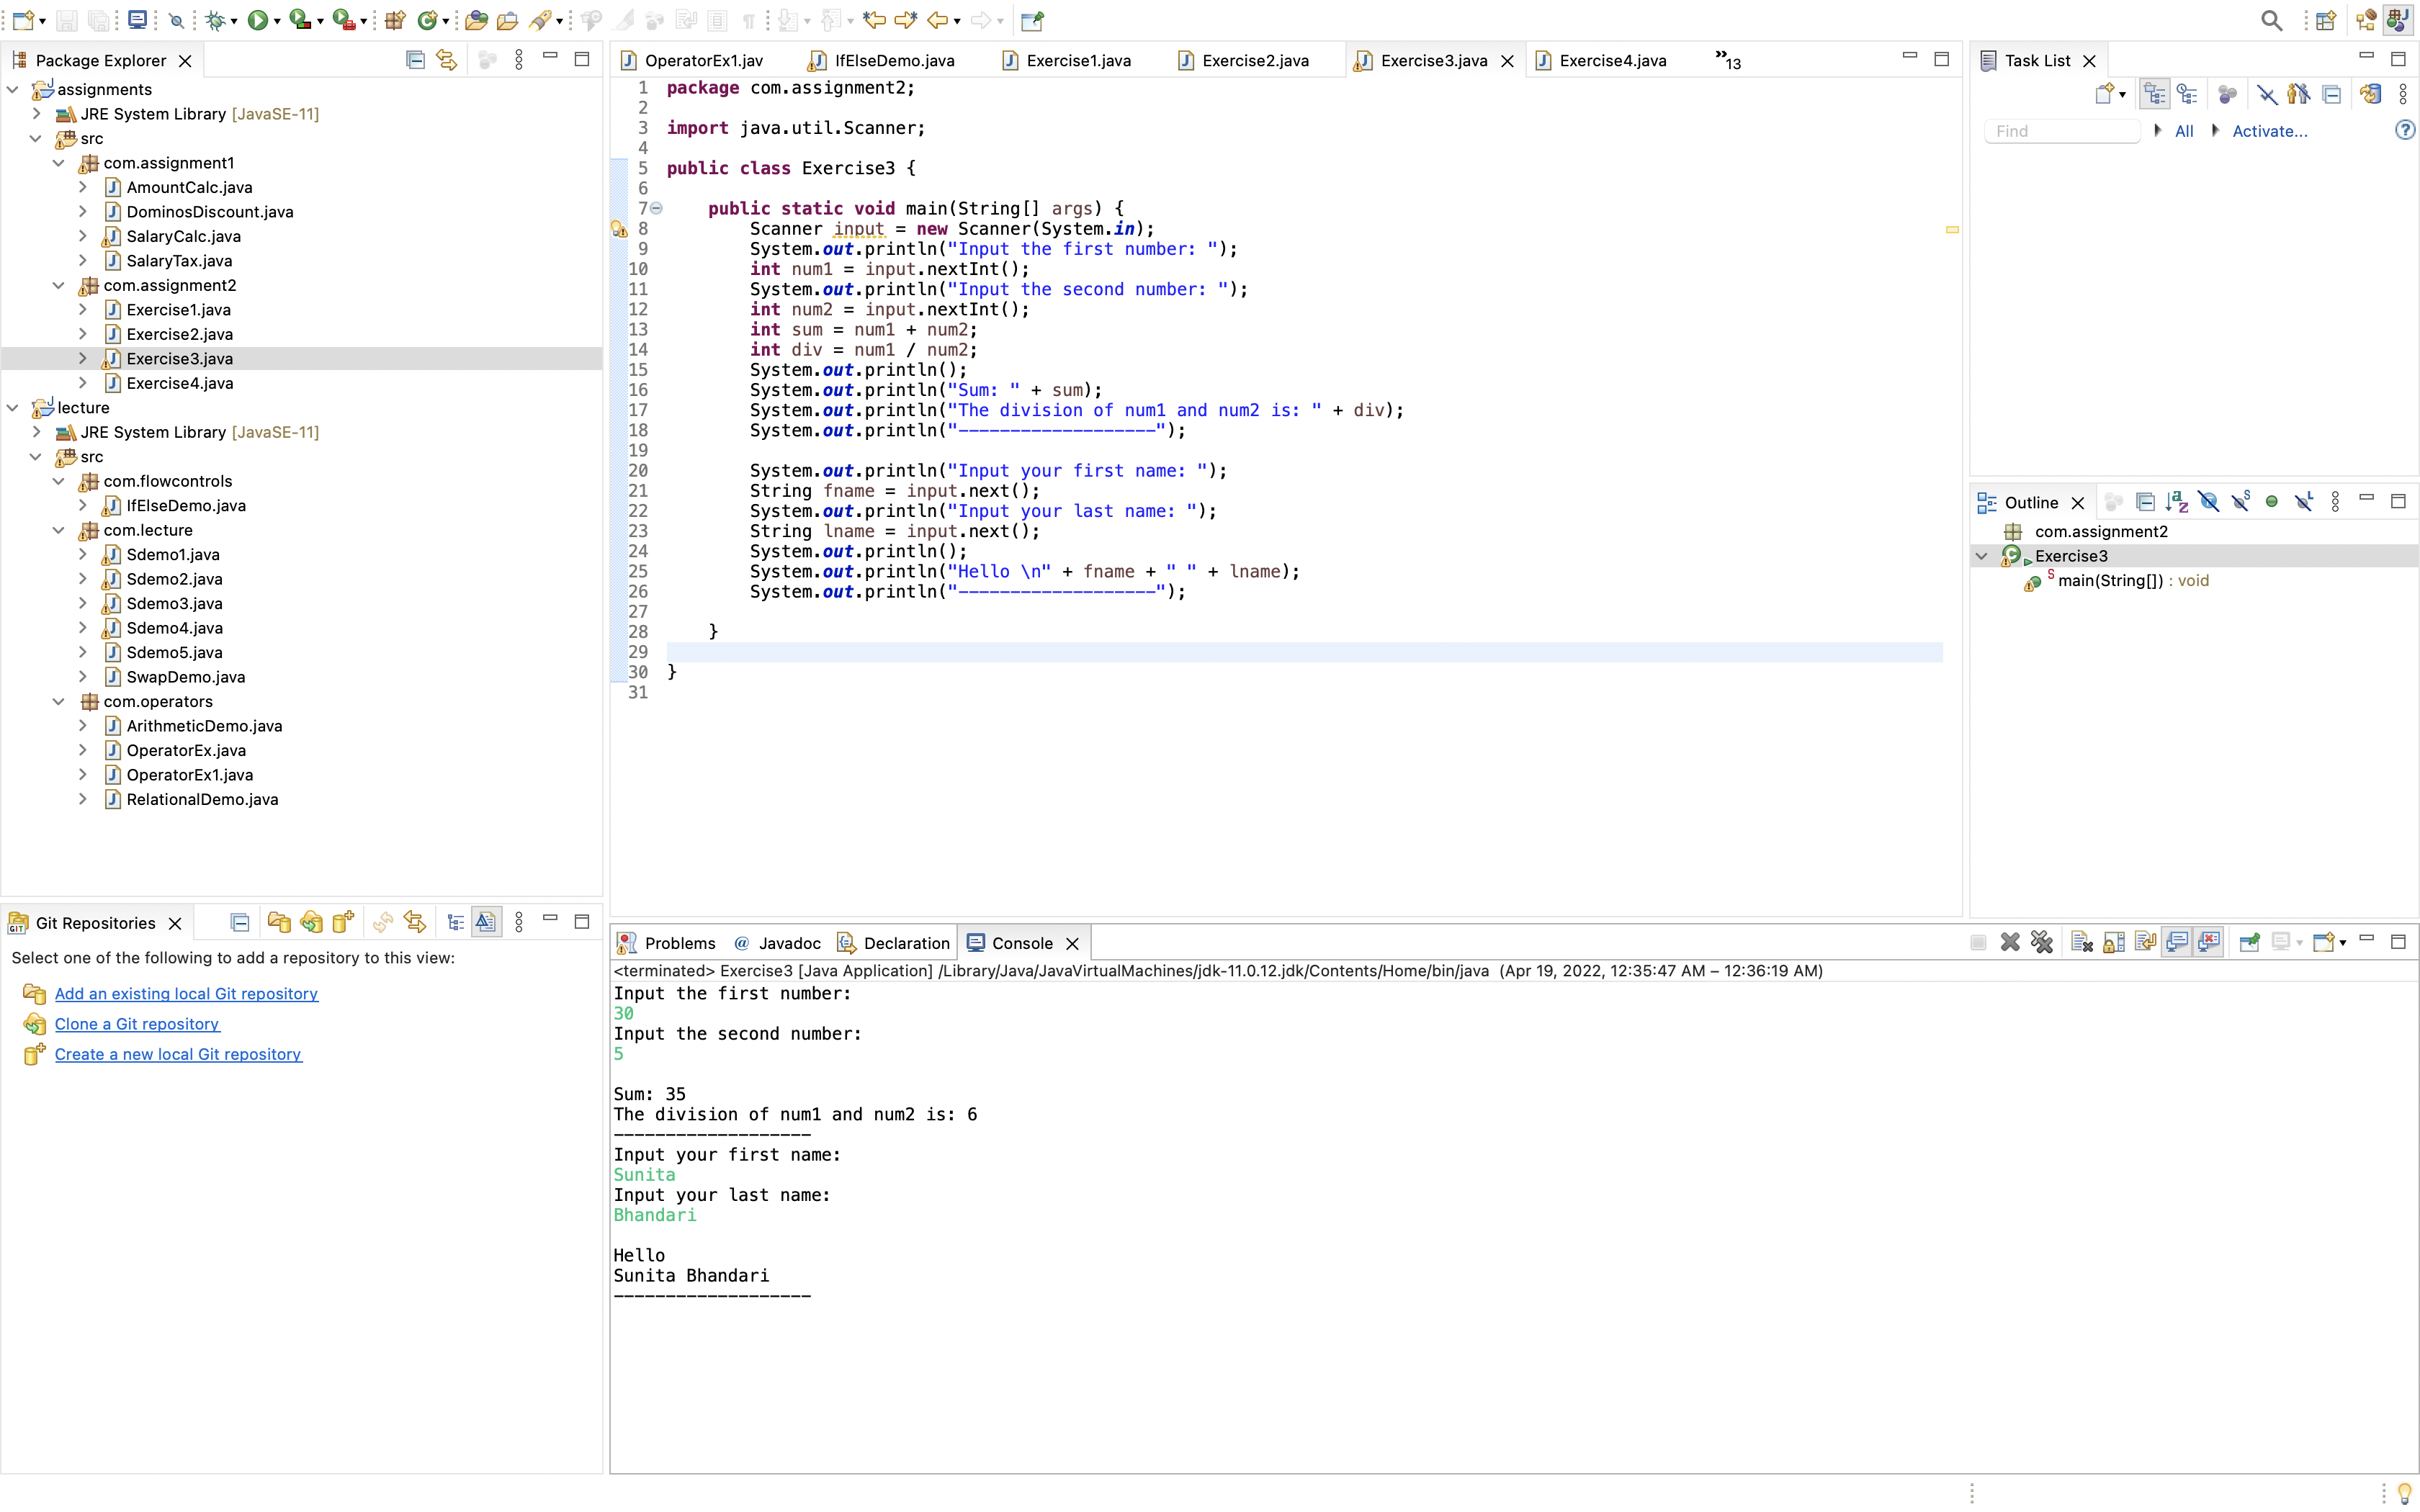 Package Explorer
assignments
JRE System Library [JavaSE-11]
src
com.assignment1
AmountCalc.java
DominosDiscount.java
SalaryCalc.java
SalaryTax.java
com.assignment2
Exercise1.java
Exercise2.java
Exercise3.java
Exercise4.java
lecture
JRE System Library [JavaSE-11]
src
com.flowcontrols
IfElseDemo.java
com.lecture
Sdemo1.java
Sdemo2.java
Sdemo3.java
Sdemo4.java
Sdemo5.java
SwapDemo.java
com.operators
ArithmeticDemo.java
OperatorEx.java
OperatorEx1.java
RelationalDemo.java
Git Repositories
Select one of the following to add a repository to this view:
Add an existing local Git repository
Clone a Git repository
Create a new local Git repository
OperatorEx1.jav IfElseDemo.java Exercise1.java Exercise2.java Exercise3.java Exercise4.java »13
1 package com.assignment2;
2
3 import java.util.Scanner;
4
5 public class Exercise3 {
6
7 public static void main(String[] args) {
8 Scanner input = new Scanner(System.in);
9 System.out.println("Input the first number: ");
10 int num1 = input.nextInt();
11 System.out.println("Input the second number: ");
12 int num2 = input.nextInt();
13 int sum = num1 + num2;
14 int div = num1 / num2;
15 System.out.println();
16 System.out.println("Sum: " + sum);
17 System.out.println("The division of num1 and num2 is: " + div);
18 System.out.println("-------------------");
19
20 System.out.println("Input your first name: ");
21 String fname = input.next();
22 System.out.println("Input your last name: ");
23 String lname = input.next();
24 System.out.println();
25 System.out.println("Hello \n" + fname + " " + lname);
26 System.out.println("-------------------");
27
28 }
29
30 }
31
Problems @ Javadoc Declaration Console
<terminated> Exercise3 [Java Application] /Library/Java/JavaVirtualMachines/jdk-11.0.12.jdk/Contents/Home/bin/java (Apr 19, 2022, 12:35:47 AM – 12:36:19 AM)
Input the first number:
30
Input the second number:
5
Sum: 35
The division of num1 and num2 is: 6
-------------------
Input your first name:
Sunita
Input your last name:
Bhandari
Hello
Sunita Bhandari
-------------------
Task List
Find All Activate...
Outline
com.assignment2
Exercise3
main(String[]) : void